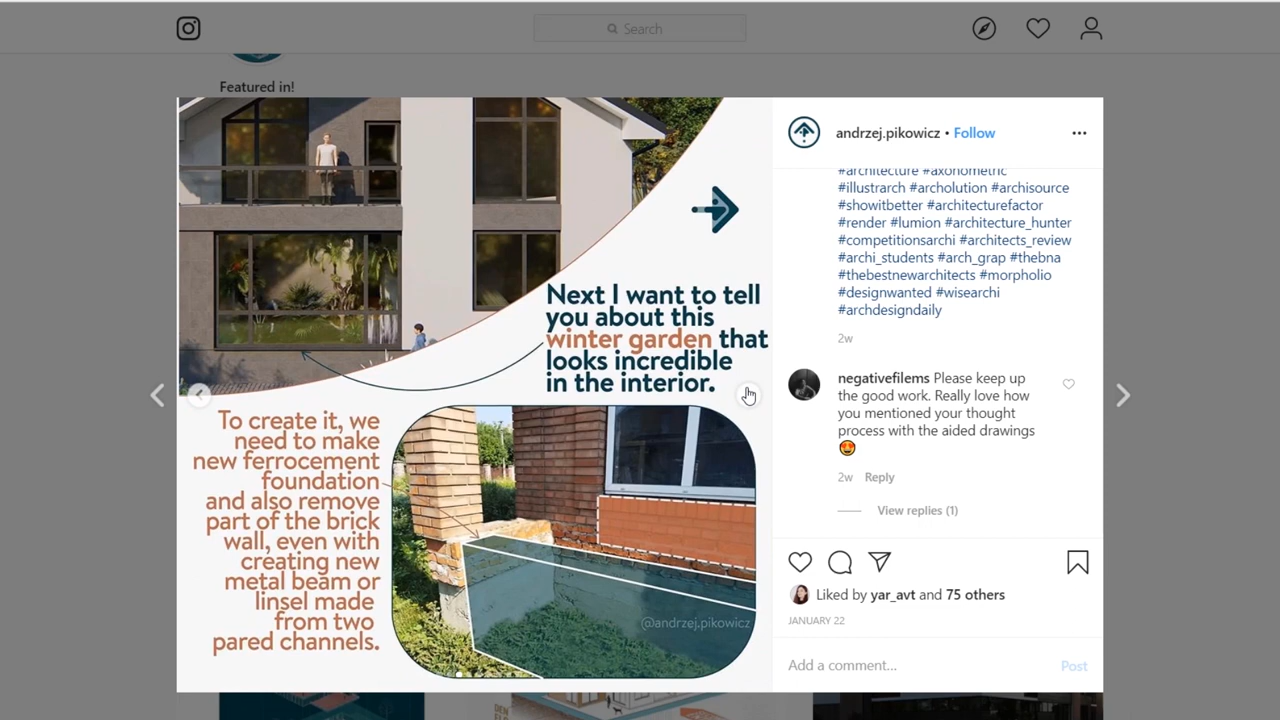 Search
Featured in!
Next I want to tell
you about this
winter garden that
looks incredible
in the interior.
To create it, we
need to make
new ferrocement
foundation
and also remove
part of the brick
wall, even with
creating new
metal beam or
linsel made
from two
pared channels.
@andrzej.pikowicz
andrzej.pikowicz • Follow
#architecture #axonometric
#illustrarch #archolution #archisource
#showitbetter #architecturefactor
#render #lumion #architecture_hunter
#competitionsarchi #architects_review
#archi_students #arch_grap #thebna
#thebestnewarchitects #morpholio
#designwanted #wisearchi
#archdesigndaily
2w
negativefilems Please keep up
the good work. Really love how
you mentioned your thought
process with the aided drawings
😍
2w Reply
View replies (1)
Liked by yar_avt and 75 others
JANUARY 22
Add a comment...
Post